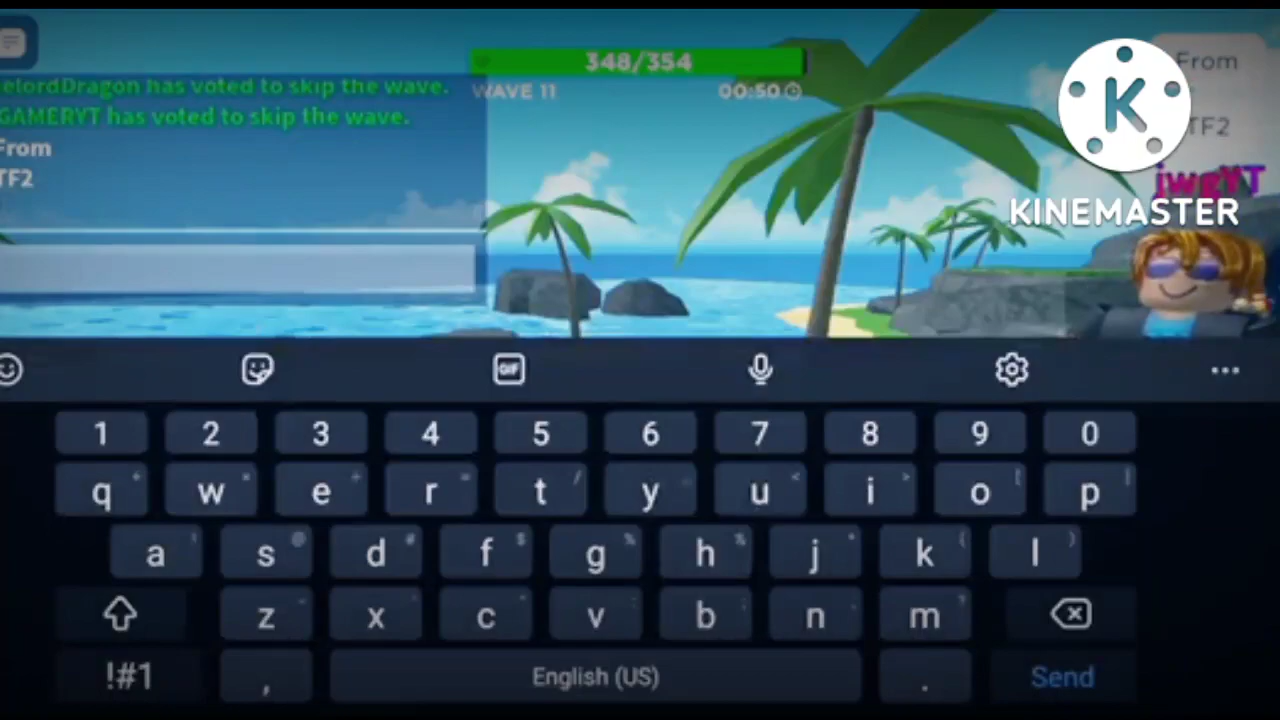 348/354
WAVE 11
00:50
elordDragon has voted to skip the wave.
GAMERYT has voted to skip the wave.
From
TF2
From
TF2
KINEMASTER
GIF
1 2 3 4 5 6 7 8 9 0
q w e r t y u i o p
a s d f g h j k l
z x c v b n m
!#1 , English (US) . Send